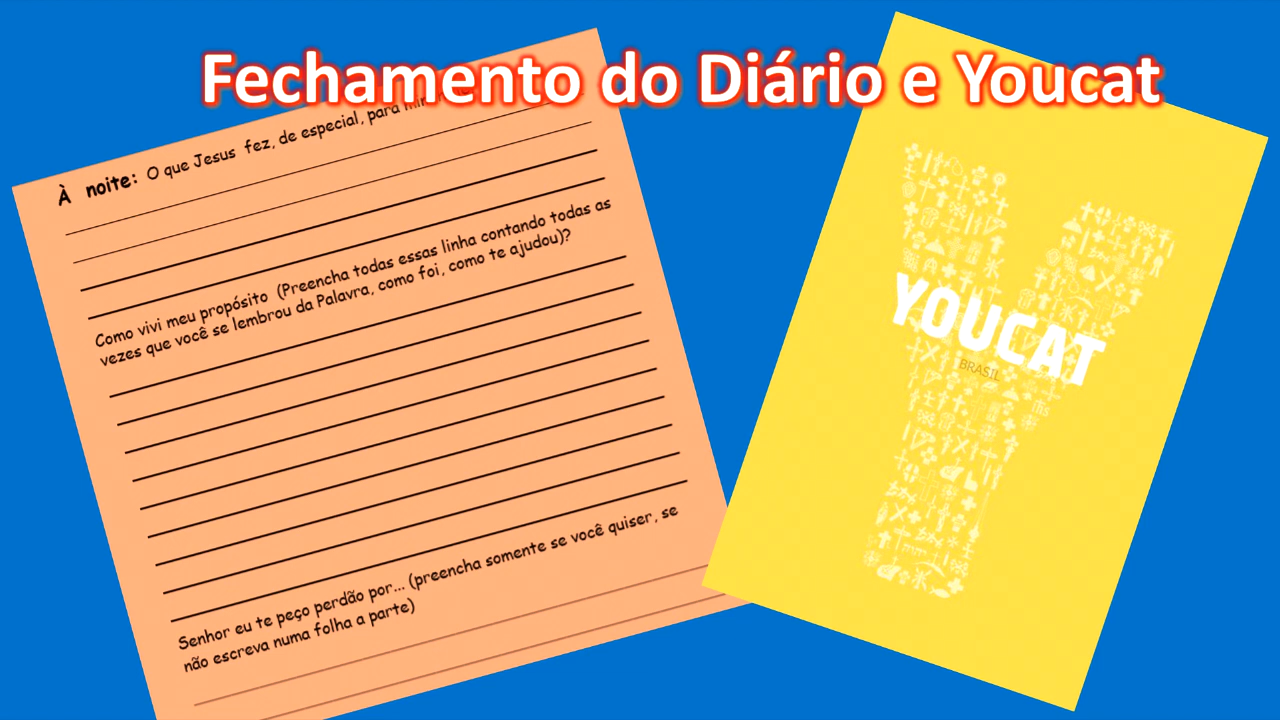 Fechamento do Diário e Youcat
À noite: O que Jesus fez, de especial, para
Como vivi meu propósito (Preencha todas essas linha contando todas as
vezes que você se lembrou da Palavra, como foi, como te ajudou)?
Senhor eu te peço perdão por... (preencha somente se você quiser, se
não escreva numa folha a parte)
YOUCAT
BRASIL